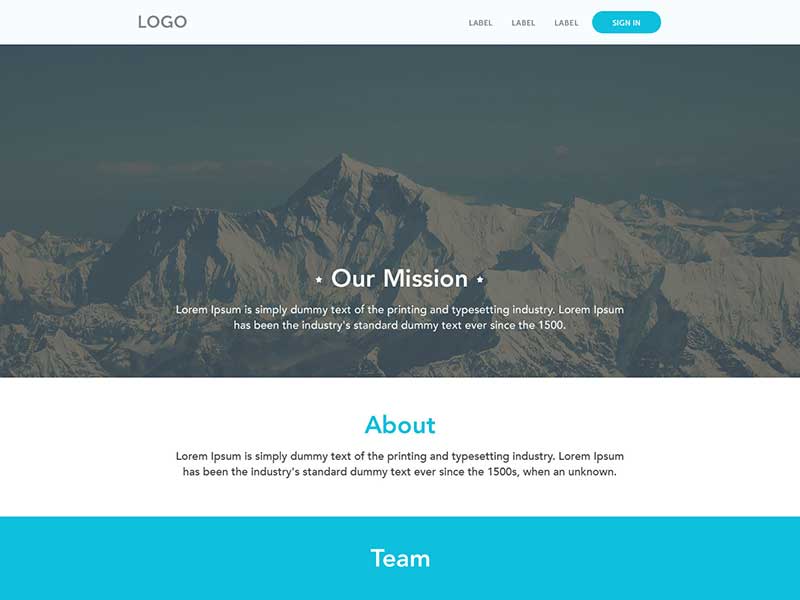 LOGO
LABEL LABEL LABEL SIGN IN
Our Mission
Lorem Ipsum is simply dummy text of the printing and typesetting industry. Lorem Ipsum
has been the industry's standard dummy text ever since the 1500.
About
Lorem Ipsum is simply dummy text of the printing and typesetting industry. Lorem Ipsum
has been the industry's standard dummy text ever since the 1500s, when an unknown.
Team